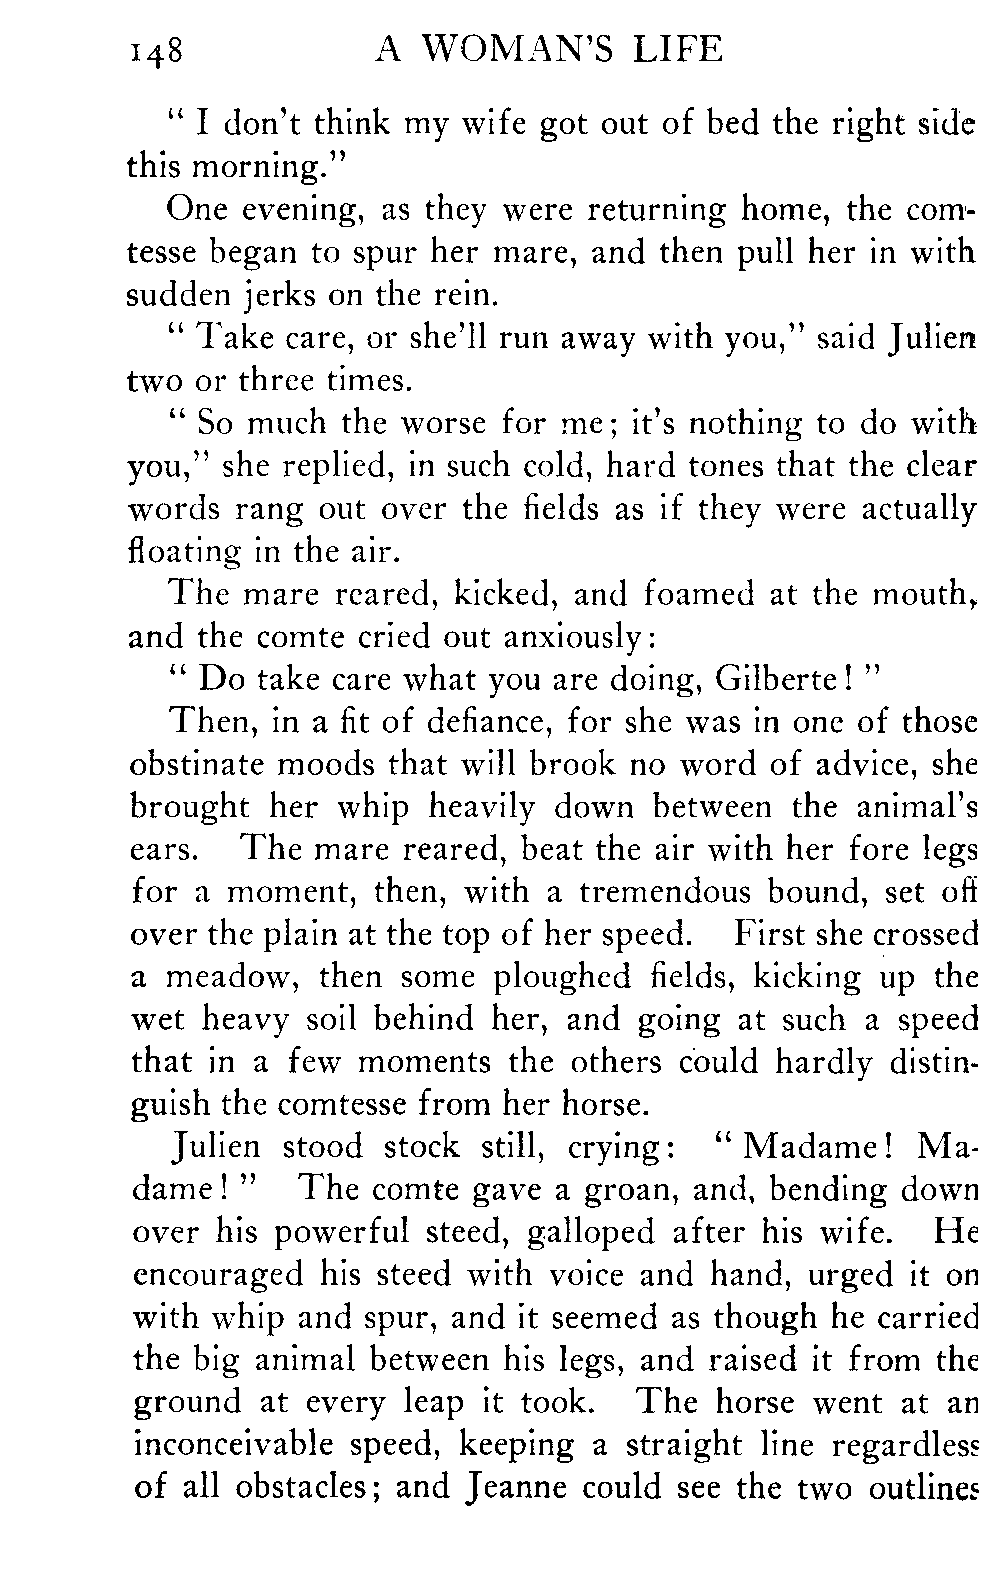 148 A WOMAN'S LIFE
" I don't think my wife got out of bed the right side
this morning."
One evening, as they were returning home, the com-
tesse began to spur her mare, and then pull her in with
sudden jerks on the rein.
" Take care, or she'll run away with you," said Julien
two or three times.
" So much the worse for me; it's nothing to do with
you," she replied, in such cold, hard tones that the clear
words rang out over the fields as if they were actually
floating in the air.
The mare reared, kicked, and foamed at the mouth,
and the comte cried out anxiously:
" Do take care what you are doing, Gilberte! "
Then, in a fit of defiance, for she was in one of those
obstinate moods that will brook no word of advice, she
brought her whip heavily down between the animal's
ears. The mare reared, beat the air with her fore legs
for a moment, then, with a tremendous bound, set off
over the plain at the top of her speed. First she crossed
a meadow, then some ploughed fields, kicking up the
wet heavy soil behind her, and going at such a speed
that in a few moments the others could hardly distin-
guish the comtesse from her horse.
Julien stood stock still, crying: " Madame! Ma-
dame! " The comte gave a groan, and, bending down
over his powerful steed, galloped after his wife. He
encouraged his steed with voice and hand, urged it on
with whip and spur, and it seemed as though he carried
the big animal between his legs, and raised it from the
ground at every leap it took. The horse went at an
inconceivable speed, keeping a straight line regardless
of all obstacles; and Jeanne could see the two outlines